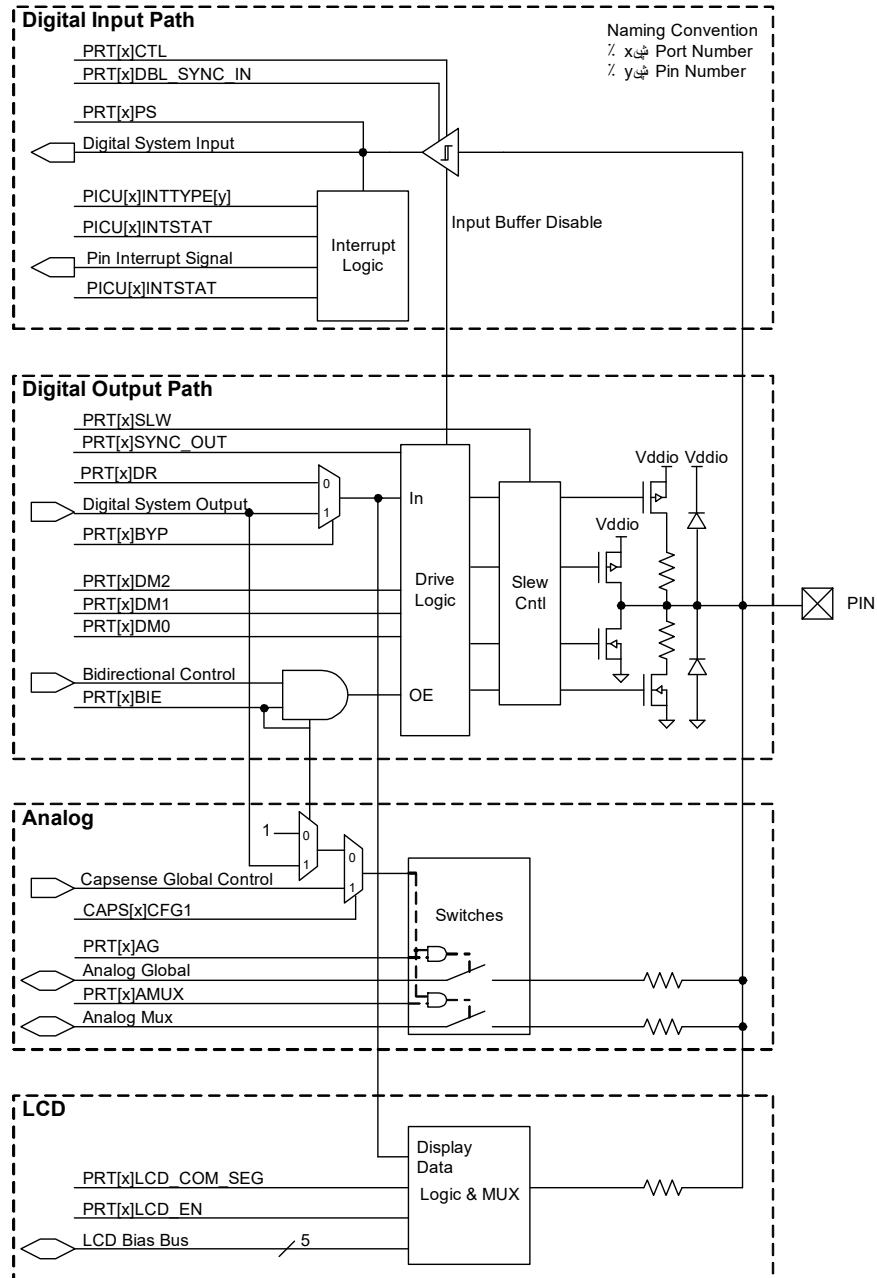 Digital Input Path
Naming Convention
x Port Number
y Pin Number
PRT[x]CTL
PRT[x]DBL_SYNC_IN
PRT[x]PS
Digital System Input
PICU[x]INTTYPE[y]
PICU[x]INTSTAT
Pin Interrupt Signal
PICU[x]INTSTAT
Interrupt
Logic
Input Buffer Disable
Digital Output Path
PRT[x]SLW
PRT[x]SYNC_OUT
PRT[x]DR
Digital System Output
PRT[x]BYP
0
1
In
PRT[x]DM2
PRT[x]DM1
PRT[x]DM0
Drive
Logic
Slew
Cntl
Vddio Vddio
Vddio
PIN
Bidirectional Control
PRT[x]BIE
OE
Analog
1
0
1
0
1
Capsense Global Control
CAPS[x]CFG1
Switches
PRT[x]AG
Analog Global
PRT[x]AMUX
Analog Mux
LCD
Display
Data
Logic & MUX
PRT[x]LCD_COM_SEG
PRT[x]LCD_EN
LCD Bias Bus
5